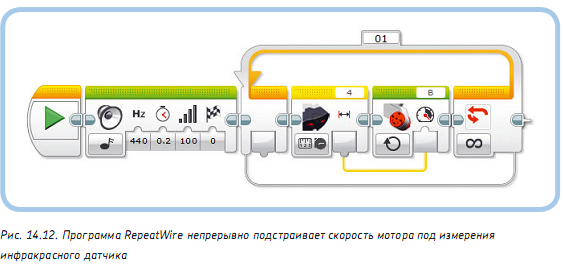 01
4
B
Hz
440 0.2 100 0
Рис. 14.12. Программа RepeatWire непрерывно подстраивает скорость мотора под измерения
инфракрасного датчика